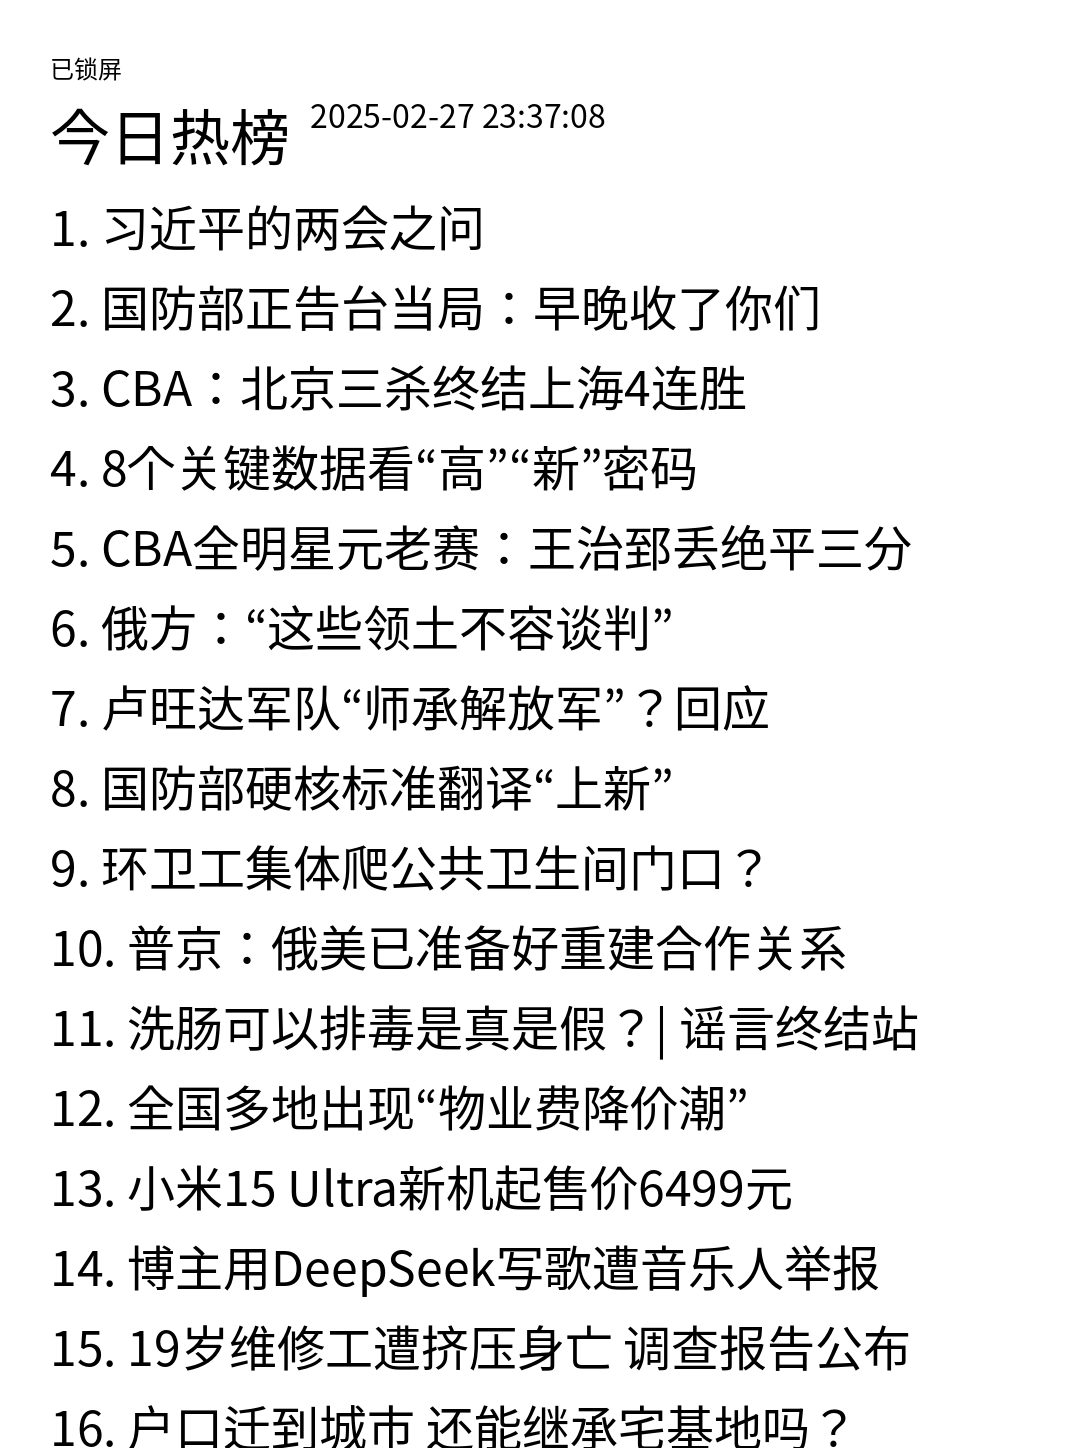 已锁屏
今日热榜 2025-02-27 23:37:08
1. 习近平的两会之问
2. 国防部正告台当局：早晚收了你们
3. CBA：北京三杀终结上海4连胜
4. 8个关键数据看“高”“新”密码
5. CBA全明星元老赛：王治郅丢绝平三分
6. 俄方：“这些领土不容谈判”
7. 卢旺达军队“师承解放军”？回应
8. 国防部硬核标准翻译“上新”
9. 环卫工集体爬公共卫生间门口？
10. 普京：俄美已准备好重建合作关系
11. 洗肠可以排毒是真是假？| 谣言终结站
12. 全国多地出现“物业费降价潮”
13. 小米15 Ultra新机起售价6499元
14. 博主用DeepSeek写歌遭音乐人举报
15. 19岁维修工遭挤压身亡 调查报告公布
16. 户口迁到城市 还能继承宅基地吗？